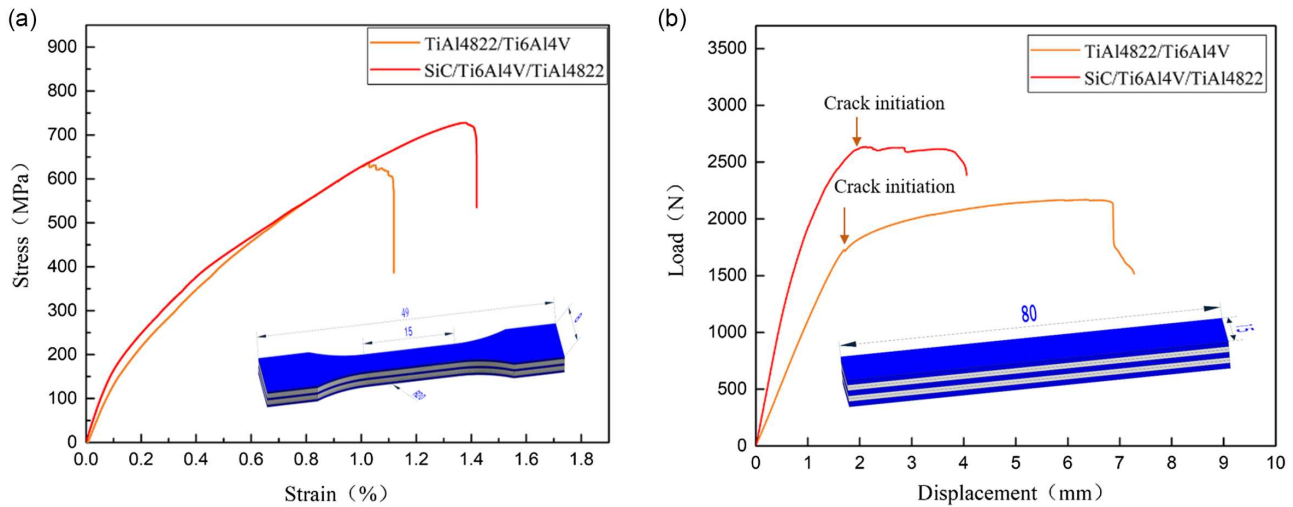 (a)
TiAl4822/Ti6Al4V
SiC/Ti6Al4V/TiAl4822
900
800
700
600
500
400
300
200
100
0
Stress（MPa）
49
15
0.0 0.2 0.4 0.6 0.8 1.0 1.2 1.4 1.6 1.8
Strain（%）
(b)
TiAl4822/Ti6Al4V
SiC/Ti6Al4V/TiAl4822
3500
3000
2500
2000
1500
1000
500
0
Load（N）
Crack initiation
Crack initiation
80
15
0 1 2 3 4 5 6 7 8 9 10
Displacement（mm）